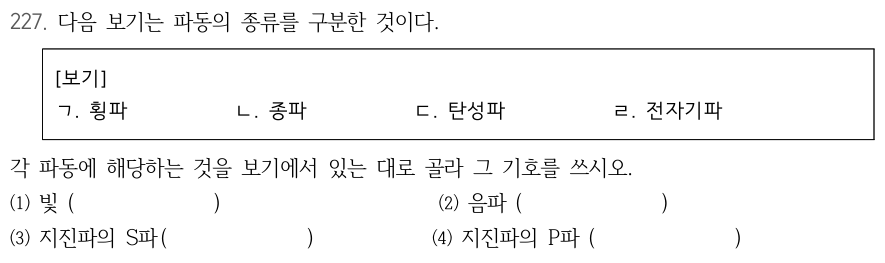 227. 다음 보기는 파동의 종류를 구분한 것이다.
[보기]
ㄱ. 횡파 ㄴ. 종파 ㄷ. 탄성파 ㄹ. 전자기파
각 파동에 해당하는 것을 보기에서 있는 대로 골라 그 기호를 쓰시오.
(1) 빛 ( ) (2) 음파 ( )
(3) 지진파의 S파( ) (4) 지진파의 P파 ( )